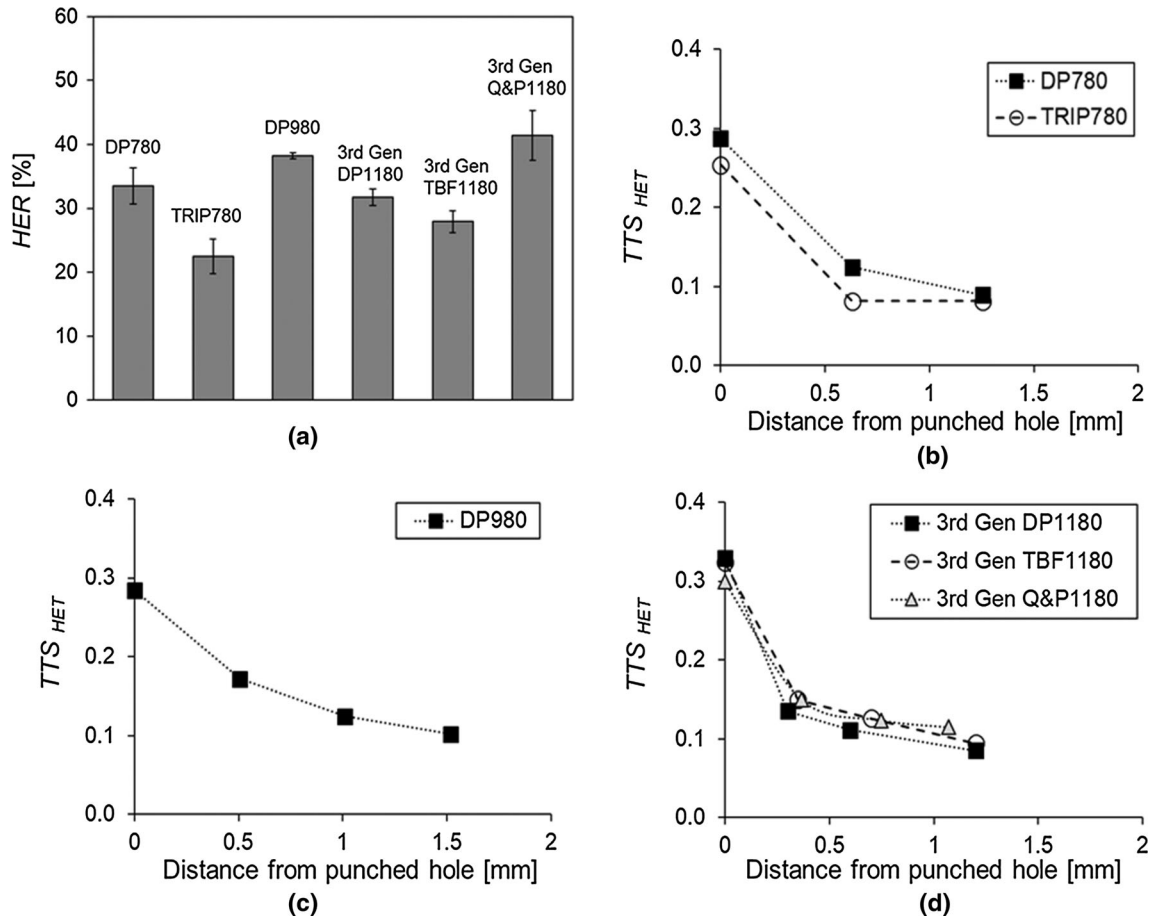 60
50
40
30
20
10
0
HER [%]
DP780
TRIP780
DP980
3rd Gen
DP1180
3rd Gen
TBF1180
3rd Gen
Q&P1180
(a)
0.4
0.3
0.2
0.1
0.0
TTS HET
DP780
TRIP780
0 0.5 1 1.5 2
Distance from punched hole [mm]
(b)
0.4
0.3
0.2
0.1
0.0
TTS HET
DP980
0 0.5 1 1.5 2
Distance from punched hole [mm]
(c)
0.4
0.3
0.2
0.1
0.0
TTS HET
3rd Gen DP1180
3rd Gen TBF1180
3rd Gen Q&P1180
0 0.5 1 1.5 2
Distance from punched hole [mm]
(d)